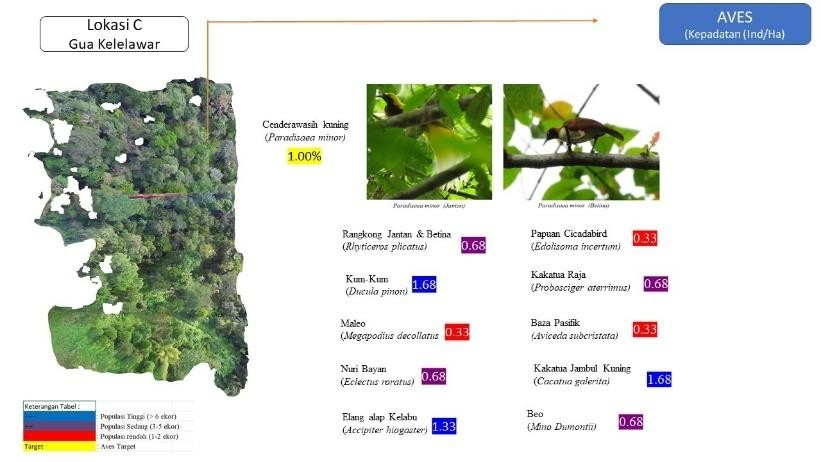 Lokasi C
Gua Kelelawar
AVES
(Kepadatan (Ind/Ha)
Cenderawasih kuning
(Paradisaea minor)
1.00%
Paradisaea minor (Jantan)
Paradisaea minor (Betina)
Rangkong Jantan & Betina
(Rhyticeros plicatus)
0.68
Kum-Kum
(Ducula pinon)
1.68
Maleo
(Megapodius decollatus
0.33
Nuri Bayan
(Eclectus roratus)
0.68
Elang alap Kelabu
(Accipiter hiogaster)
1.33
Papuan Cicadabird
(Edolisoma incertum)
0.33
Kakatua Raja
(Probosciger aterrimus)
0.68
Baza Pasifik
(Aviceda subcristata)
0.33
Kakatua Jambul Kuning
(Cacatua galerita)
1.68
Beo
(Mino Dumontii)
0.68
Keterangan Tabel :
: Populasi Tinggi (> 6 ekor)
++
: Populasi Sedang (3-5 ekor)
: Populasi rendah (1-2 ekor)
Target
: Aves Target